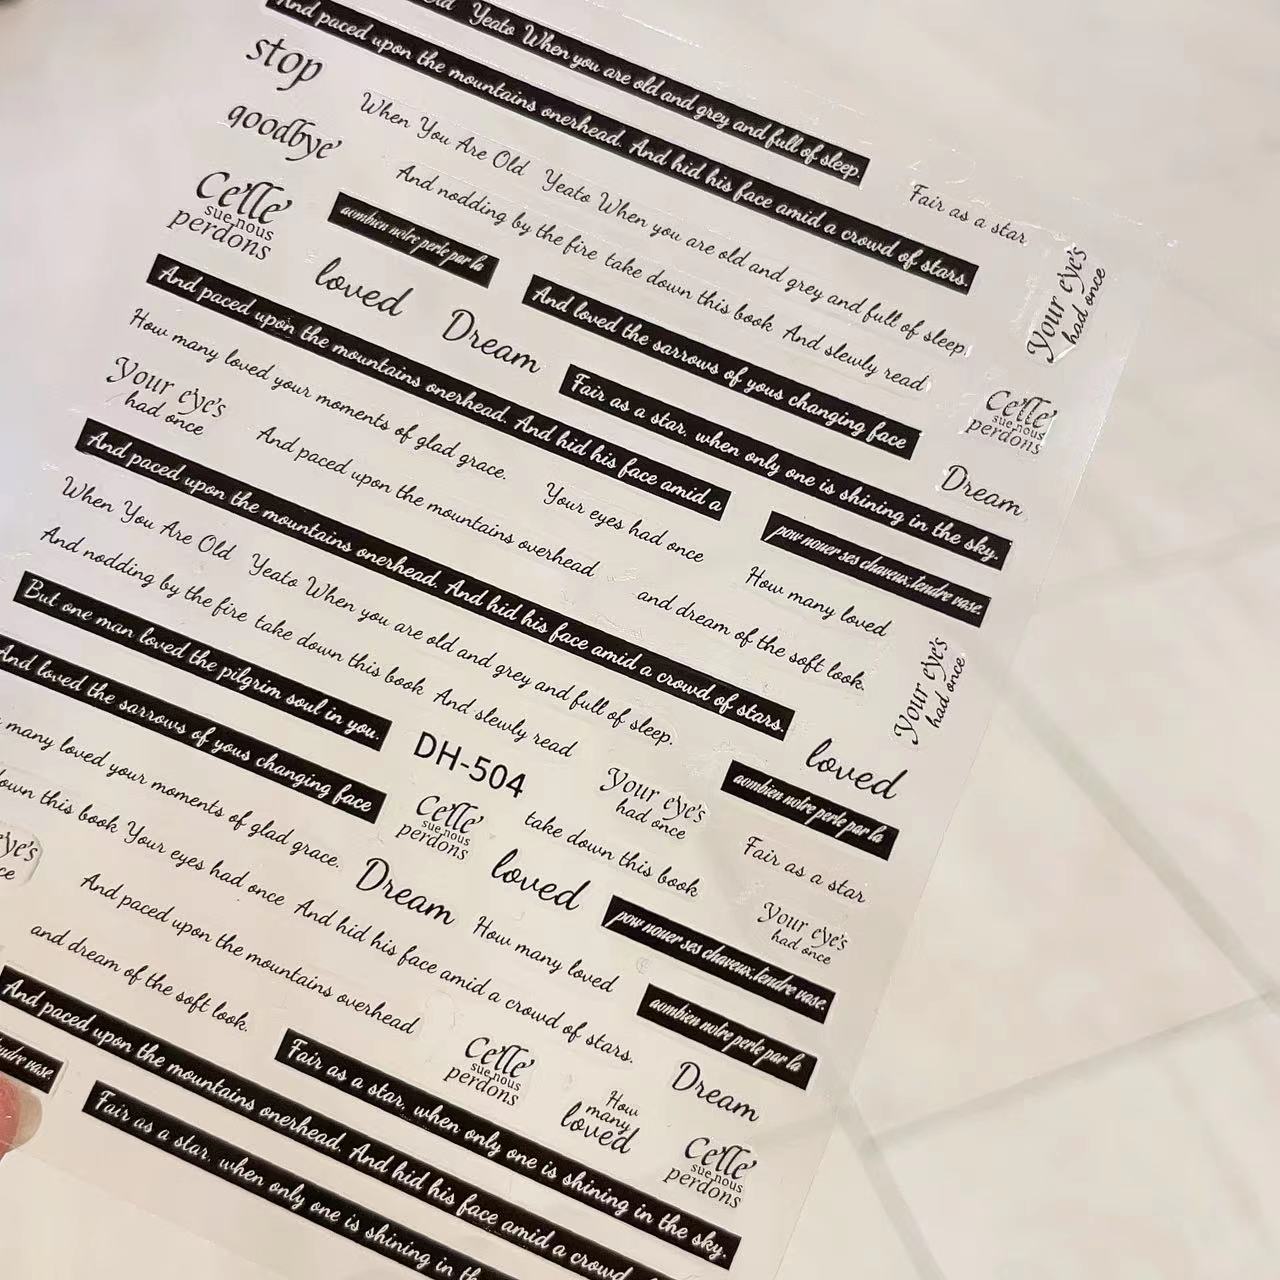 Yeato When you are old and grey and full of sleep.
And paced upon the mountains onerhead. And hid his face amid a crowd of stars.
stop
When You Are Old Yeato When you are old and grey and full of sleep.
Fair as a star
goodbye'
And nodding by the fire take down this book And slewly read
Your eye's
had once
Celle'
sue nous
perdons
aombien notre perle par la
loved
Dream
And loved the sarrows of yous changing face
Celle'
sue nous
perdons
And paced upon the mountains onerhead. And hid his face amid a
Fair as a star. when only one is shining in the sky.
Dream
How many loved your moments of glad grace.
Your eye's
had once
And paced upon the mountains overhead
Your eyes had once
pow nouer ses chaveux.tendre vase.
How many loved
and dream of the soft look.
And paced upon the mountains onerhead. And hid his face amid a crowd of stars.
Your eye's
had once
When You Are Old Yeato When you are old and grey and full of sleep.
And nodding by the fire take down this book And slewly read
loved
But one man loved the pilgrim soul in you.
DH-504
Your eye's
had once
aombien notre perle par la
And loved the sarrows of yous changing face
Celle'
sue nous
perdons
take down this book
Fair as a star
many loved your moments of glad grace.
Dream
loved
Your eye's
had once
down this book Your eyes had once And hid his face amid a crowd of stars.
How many loved
pow nouer ses chaveux.tendre vase.
And paced upon the mountains overhead
aombien notre perle par la
and dream of the soft look.
Celle'
sue nous
perdons
Dream
How
many
loved
Celle'
sue nous
perdons
Fair as a star. when only one is shining in the sky.
And paced upon the mountains onerhead. And hid his face amid a crowd
vase.
Fair as a star. when only one is shining in